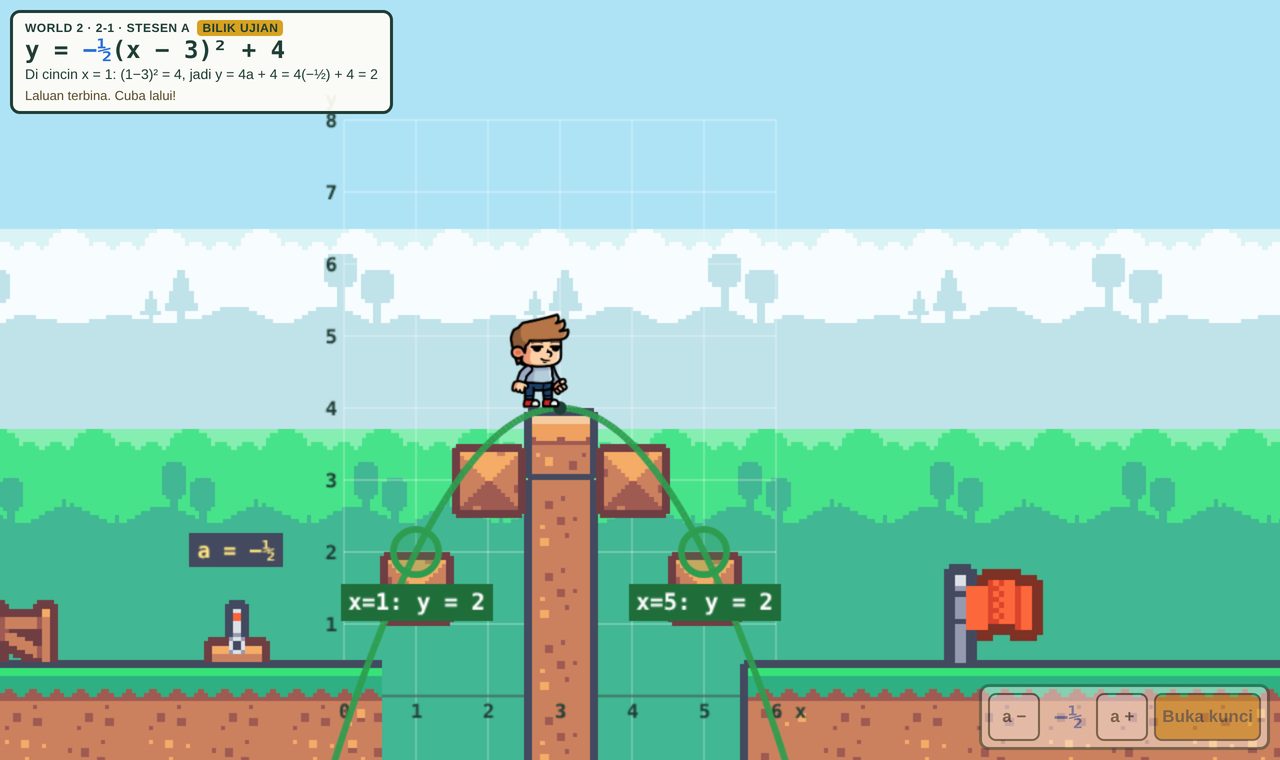 WORLD 2 · 2-1 · STESEN A BILIK UJIAN
y = −½(x − 3)² + 4
Di cincin x = 1: (1−3)² = 4, jadi y = 4a + 4 = 4(−½) + 4 = 2
Laluan terbina. Cuba lalui!
y
8
7
6
5
4
3
2
1
a = −½
x=1: y = 2
x=5: y = 2
0 1 2 3 4 5 6 x
a − −½ a + Buka kunci